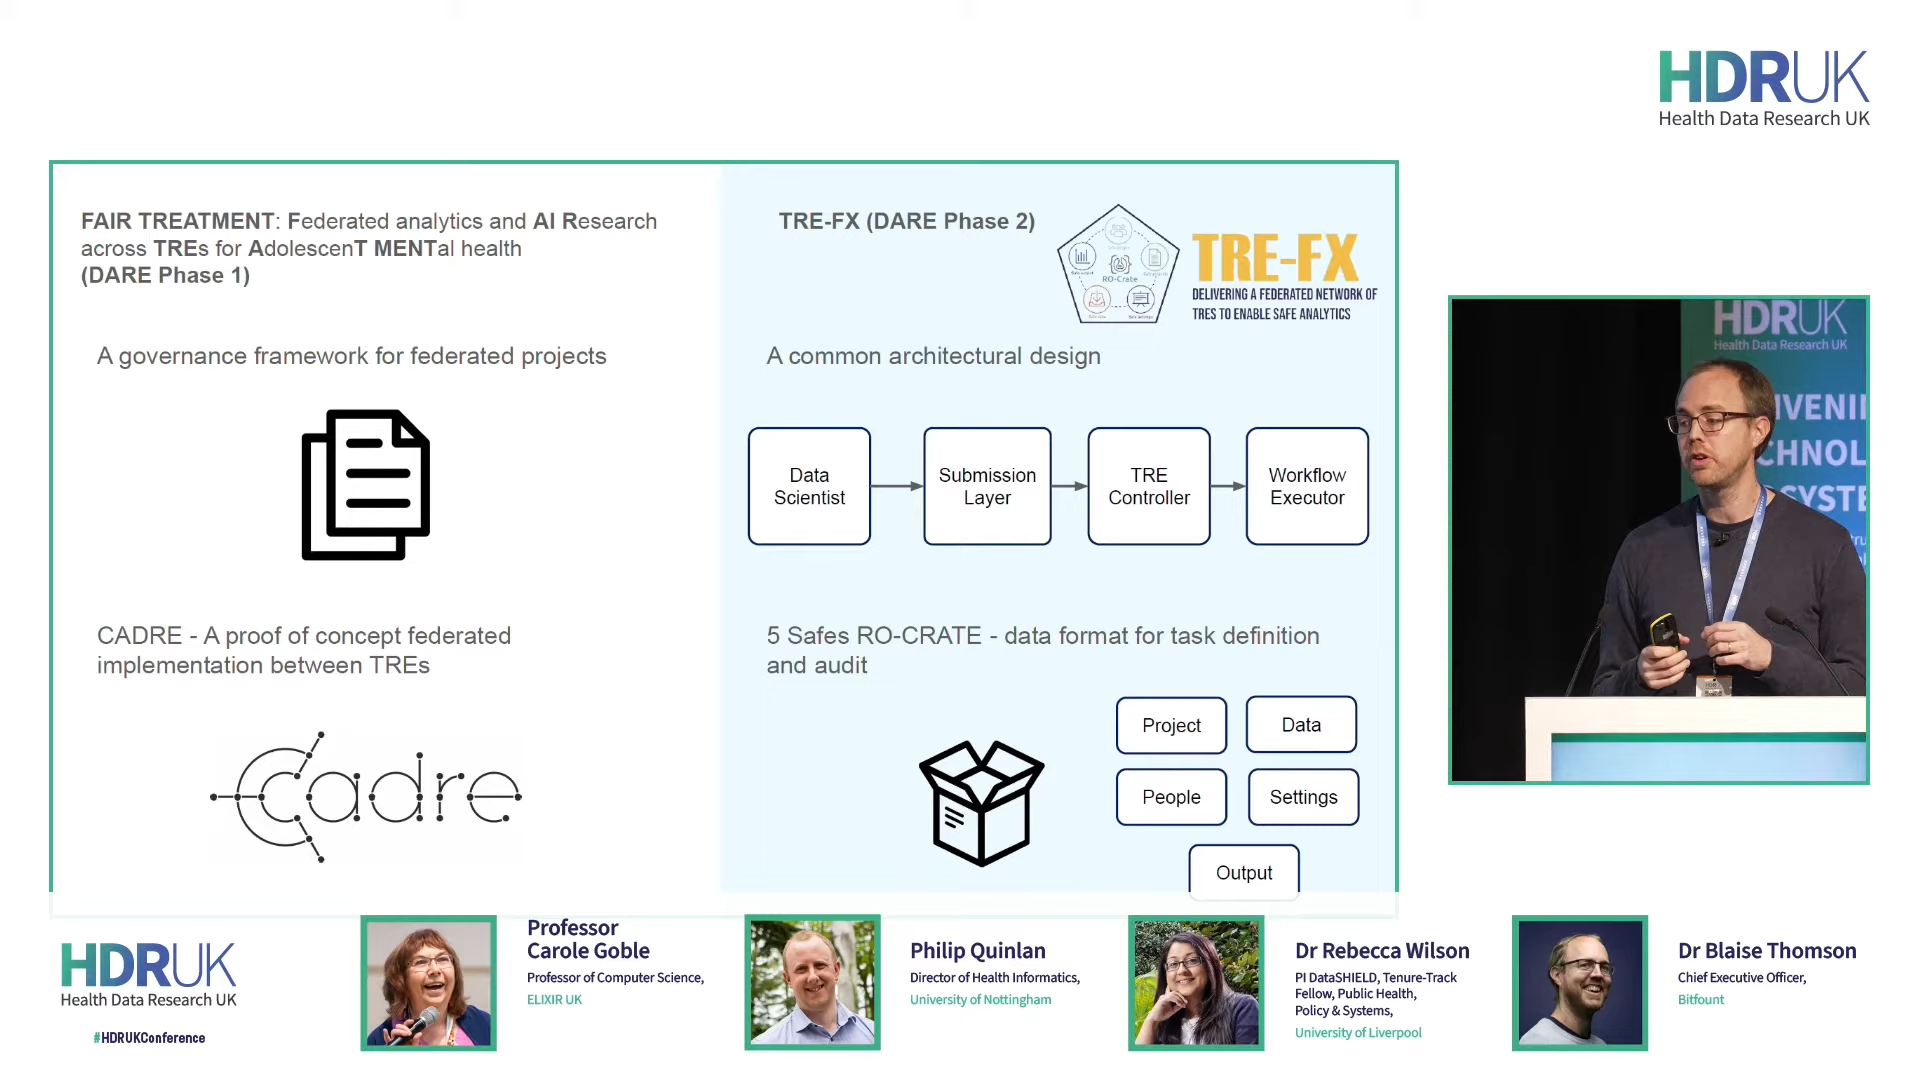 HDRUK
Health Data Research UK
FAIR TREATMENT: Federated analytics and AI Research
across TREs for AdolescenT MENTal health
(DARE Phase 1)
A governance framework for federated projects
CADRE - A proof of concept federated
implementation between TREs
Cadre
TRE-FX (DARE Phase 2)
RO-Crate
TRE-FX
DELIVERING A FEDERATED NETWORK OF
TRES TO ENABLE SAFE ANALYTICS
A common architectural design
Data
Scientist
Submission
Layer
TRE
Controller
Workflow
Executor
5 Safes RO-CRATE - data format for task definition
and audit
Project
Data
People
Settings
Output
HDRUK
Health Data Research UK
HDRUK
Health Data Research UK
#HDRUKConference
Professor
Carole Goble
Professor of Computer Science,
ELIXIR UK
Philip Quinlan
Director of Health Informatics,
University of Nottingham
Dr Rebecca Wilson
PI DataSHIELD, Tenure-Track
Fellow, Public Health,
Policy & Systems,
University of Liverpool
Dr Blaise Thomson
Chief Executive Officer,
Bitfount